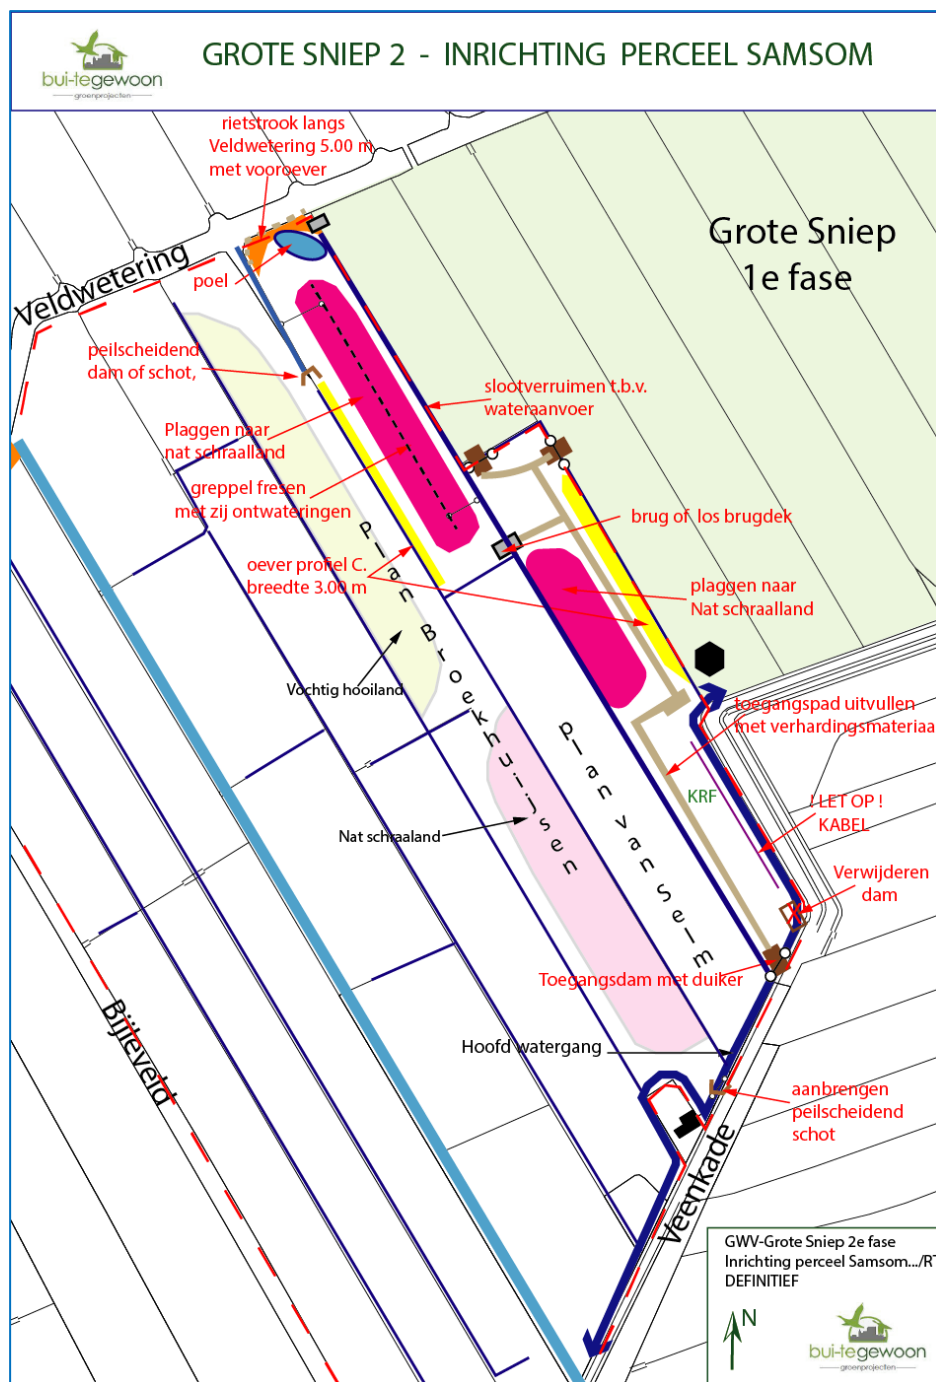 bui-tegewoon
groenprojecten
GROTE SNIEP 2 - INRICHTING PERCEEL SAMSOM
rietstrook langs
Veldwetering 5.00 m
met vooroever
Grote Sniep
1e fase
Veldwetering
poel
peilscheidend
dam of schot,
slootverruimen t.b.v.
wateraanvoer
Plaggen naar
nat schraalland
greppel fresen
met zij ontwateringen
brug of los brugdek
oever profiel C.
breedte 3.00 m
plaggen naar
Nat schraalland
Plan Broekhuijsen
Vochtig hooiland
toegangspad uitvullen
met verhardingsmateriaa
plan van Selm
KRF
! LET OP !
KABEL
Nat schraaland
Verwijderen
dam
Toegangsdam met duiker
Bijleveld
Hoofd watergang
aanbrengen
peilscheidend
schot
Veenkade
GWV-Grote Sniep 2e fase
Inrichting perceel Samsom.../RT
DEFINITIEF
N
bui-tegewoon
groenprojecten